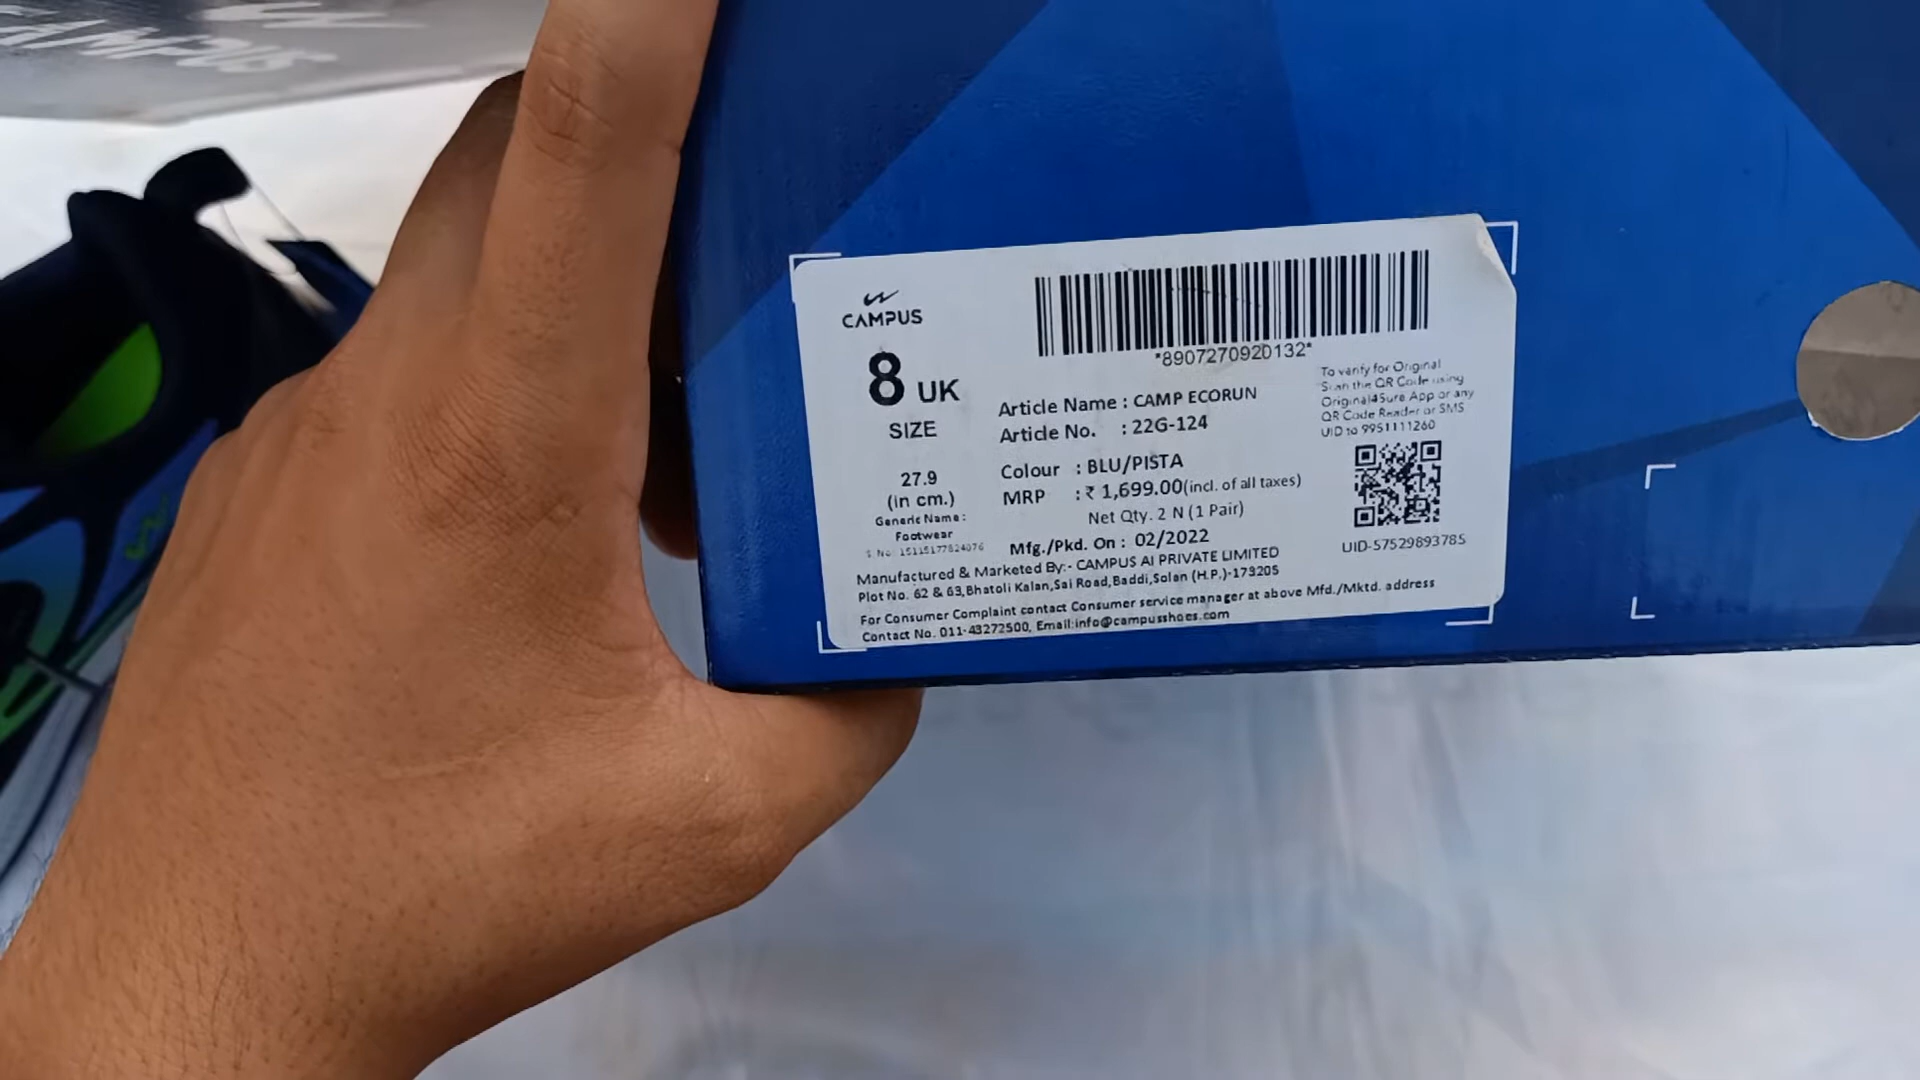 CAMPUS
CAMPUS
8 UK
SIZE
27.9
(in cm.)
Generic Name:
Footwear
S.No: 15115177824076
*8907270920132*
Article Name : CAMP ECORUN
Article No. : 22G-124
Colour : BLU/PISTA
MRP : ₹ 1,699.00(incl. of all taxes)
Net Qty. 2 N (1 Pair)
Mfg./Pkd. On : 02/2022
To verify for Original
Scan the QR Code using
Original4Sure App or any
QR Code Reader or SMS
UID to 9951111260
UID-57529893785
Manufactured & Marketed By:- CAMPUS AI PRIVATE LIMITED
Plot No. 62 & 63,Bhatoli Kalan,Sai Road,Baddi,Solan (H.P.)-173205
For Consumer Complaint contact Consumer service manager at above Mfd./Mktd. address
Contact No. 011-43272500, Email:info@campusshoes.com